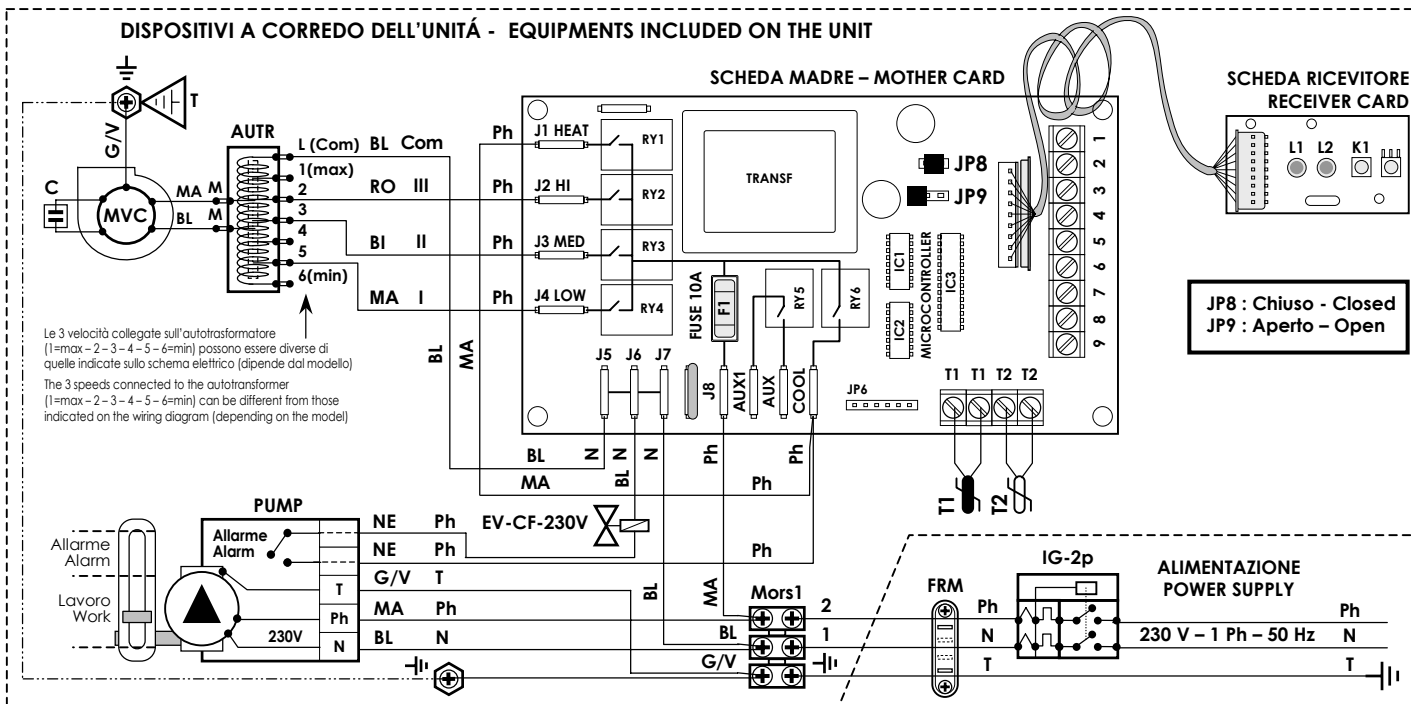 DISPOSITIVI A CORREDO DELL'UNITÁ - EQUIPMENTS INCLUDED ON THE UNIT
SCHEDA MADRE – MOTHER CARD
SCHEDA RICEVITORE
RECEIVER CARD
T
G/V
C
MVC
MA M
BL M
AUTR
L (Com)
1(max)
2
3
4
5
6(min)
BL Com
RO III
BI II
MA I
Ph
Ph
Ph
Ph
J1 HEAT
J2 HI
J3 MED
J4 LOW
RY1
RY2
RY3
RY4
TRANSF
JP8
JP9
1
2
3
4
5
6
7
8
9
L1 L2 K1
JP8 : Chiuso - Closed
JP9 : Aperto – Open
FUSE 10A
F1
RY5
RY6
IC1
IC2
MICROCONTROLLER
IC3
Le 3 velocità collegate sull'autotrasformatore
(1=max – 2 – 3 – 4 – 5 – 6=min) possono essere diverse di
quelle indicate sullo schema elettrico (dipende dal modello)
The 3 speeds connected to the autotransformer
(1=max – 2 – 3 – 4 – 5 – 6=min) can be different from those
indicated on the wiring diagram (depending on the model)
BL
MA
J5 J6 J7
J8
AUX1
AUX
COOL
JP6
T1 T1 T2 T2
BL
MA
N
N
N
BL
Ph
Ph
Ph
T1
T2
PUMP
Allarme
Alarm
Lavoro
Work
Allarme
Alarm
230V
T
Ph
N
NE Ph
NE Ph
G/V T
MA Ph
BL N
EV-CF-230V
Ph
BL
MA
Mors1
2
1
BL
G/V
FRM
Ph
N
T
IG-2p
ALIMENTAZIONE
POWER SUPPLY
230 V – 1 Ph – 50 Hz
Ph
N
T